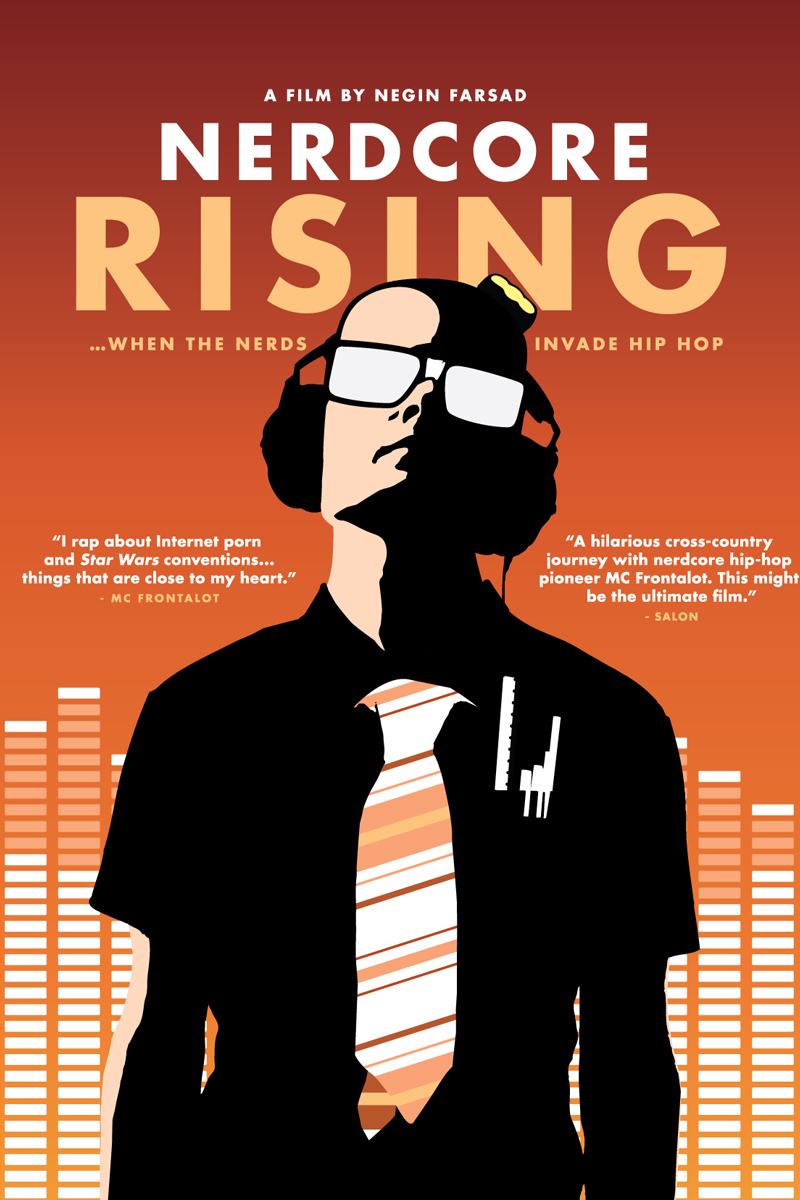 A FILM BY NEGIN FARSAD
NERDCORE
RISING
...WHEN THE NERDS INVADE HIP HOP
“I rap about Internet porn
and Star Wars conventions...
things that are close to my heart.”
- MC FRONTALOT
“A hilarious cross-country
journey with nerdcore hip-hop
pioneer MC Frontalot. This might
be the ultimate film.”
- SALON